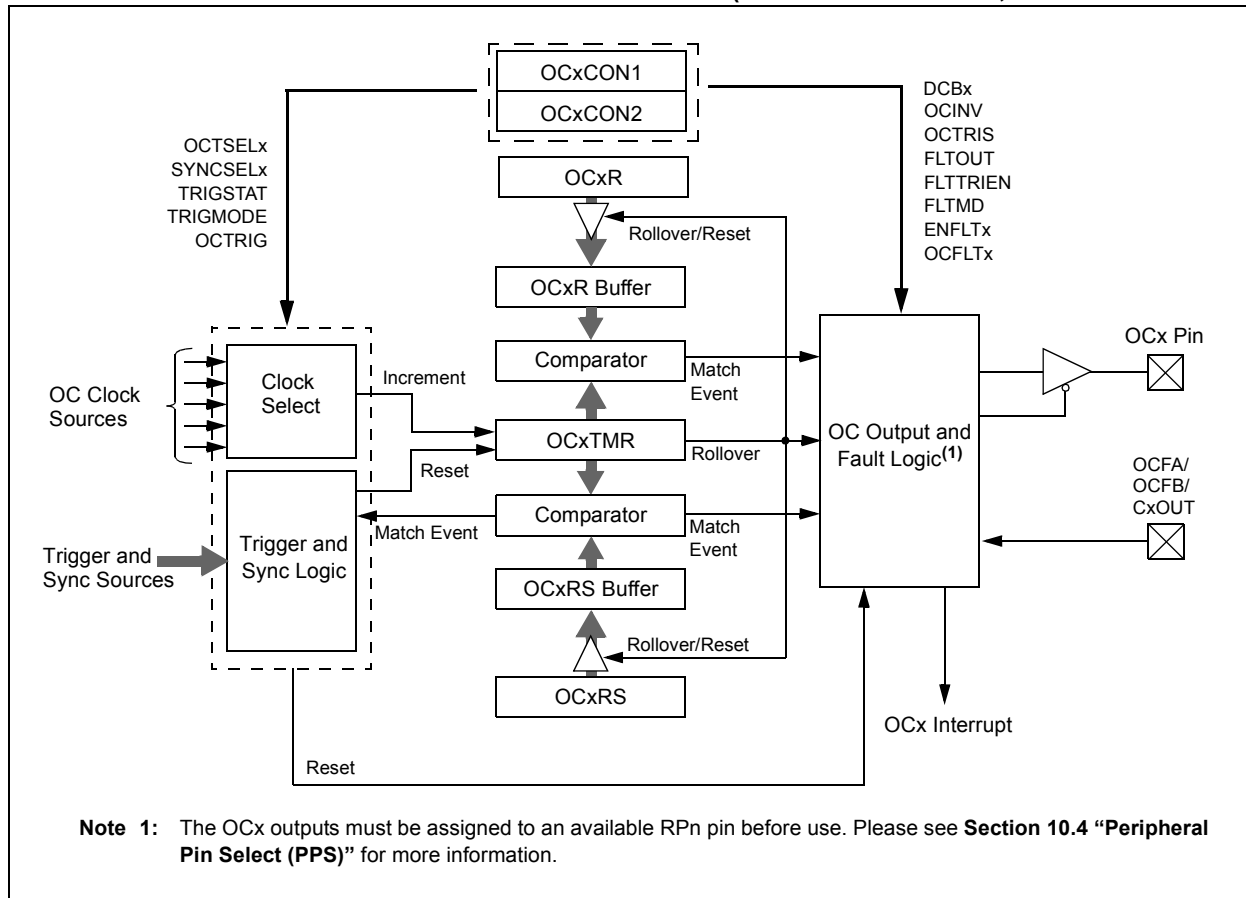 OCxCON1
OCxCON2
OCTSELx
SYNCSELx
TRIGSTAT
TRIGMODE
OCTRIG
DCBx
OCINV
OCTRIS
FLTOUT
FLTTRIEN
FLTMD
ENFLTx
OCFLTx
OCxR
Rollover/Reset
OCxR Buffer
Comparator
Match
Event
OC Clock
Sources
Clock
Select
Increment
OCxTMR
Rollover
Reset
Comparator
Match Event
Match
Event
Trigger and
Sync Sources
Trigger and
Sync Logic
OCxRS Buffer
Rollover/Reset
OCxRS
OC Output and
Fault Logic(1)
OCx Pin
OCFA/
OCFB/
CxOUT
OCx Interrupt
Reset
Note 1: The OCx outputs must be assigned to an available RPn pin before use. Please see Section 10.4 “Peripheral
Pin Select (PPS)” for more information.